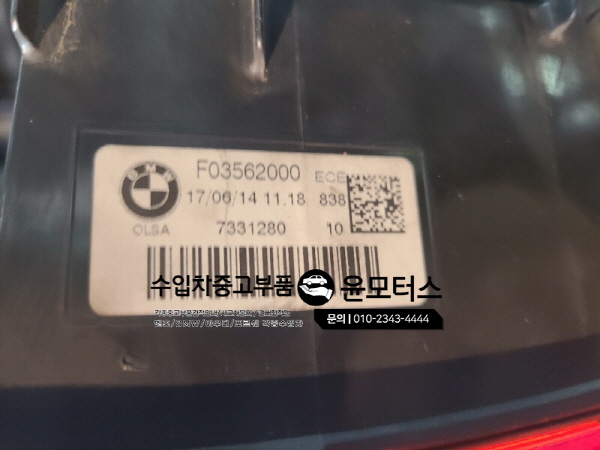 BMW
F03562000 ECE
17/06/14 11.18 838
OLSA 7331280 10
수입차중고부품 윤모터스
문의 | 010-2343-4444